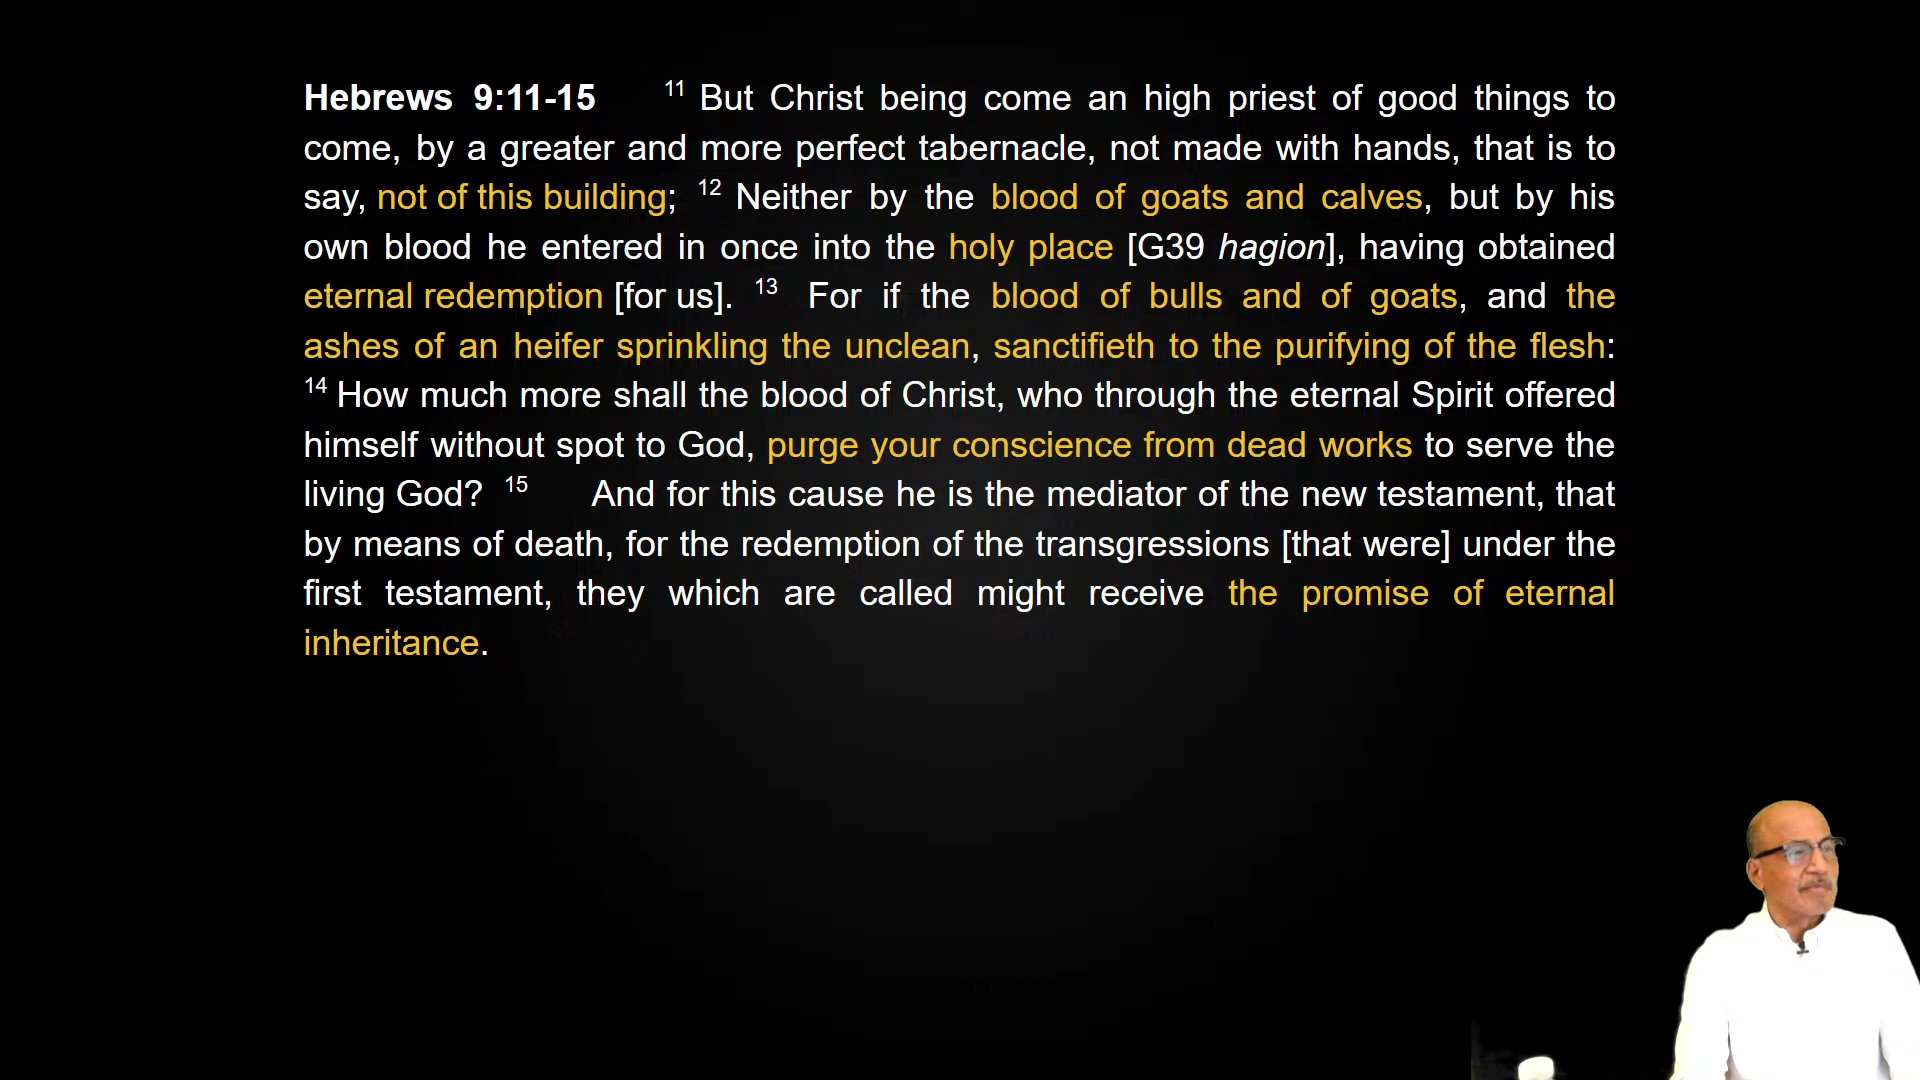 Hebrews 9:11-15 11 But Christ being come an high priest of good things to
come, by a greater and more perfect tabernacle, not made with hands, that is to
say, not of this building; 12 Neither by the blood of goats and calves, but by his
own blood he entered in once into the holy place [G39 hagion], having obtained
eternal redemption [for us]. 13 For if the blood of bulls and of goats, and the
ashes of an heifer sprinkling the unclean, sanctifieth to the purifying of the flesh:
14 How much more shall the blood of Christ, who through the eternal Spirit offered
himself without spot to God, purge your conscience from dead works to serve the
living God? 15 And for this cause he is the mediator of the new testament, that
by means of death, for the redemption of the transgressions [that were] under the
first testament, they which are called might receive the promise of eternal
inheritance.